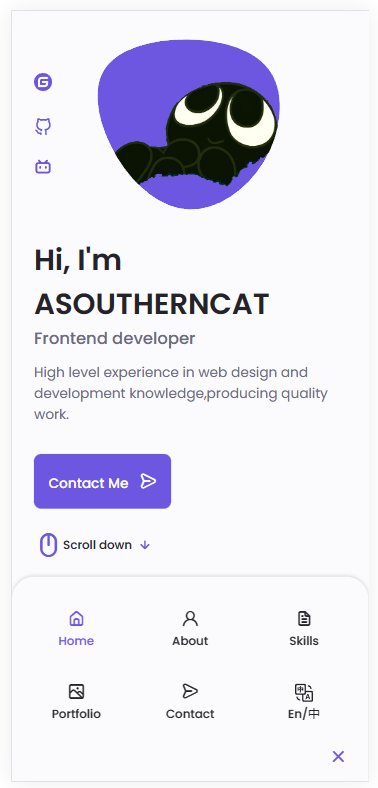 Hi, I'm
ASOUTHERNCAT
Frontend developer
High level experience in web design and
development knowledge,producing quality
work.
Contact Me
Scroll down
Home
About
Skills
Portfolio
Contact
En/中